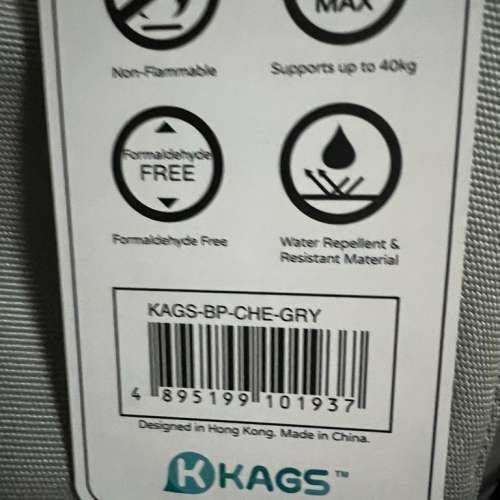 MAX
Non-Flammable
Supports up to 40kg
Formaldehyde
FREE
Formaldehyde Free
Water Repellent &
Resistant Material
KAGS-BP-CHE-GRY
4 895199 101937
Designed in Hong Kong. Made in China.
K KAGS™